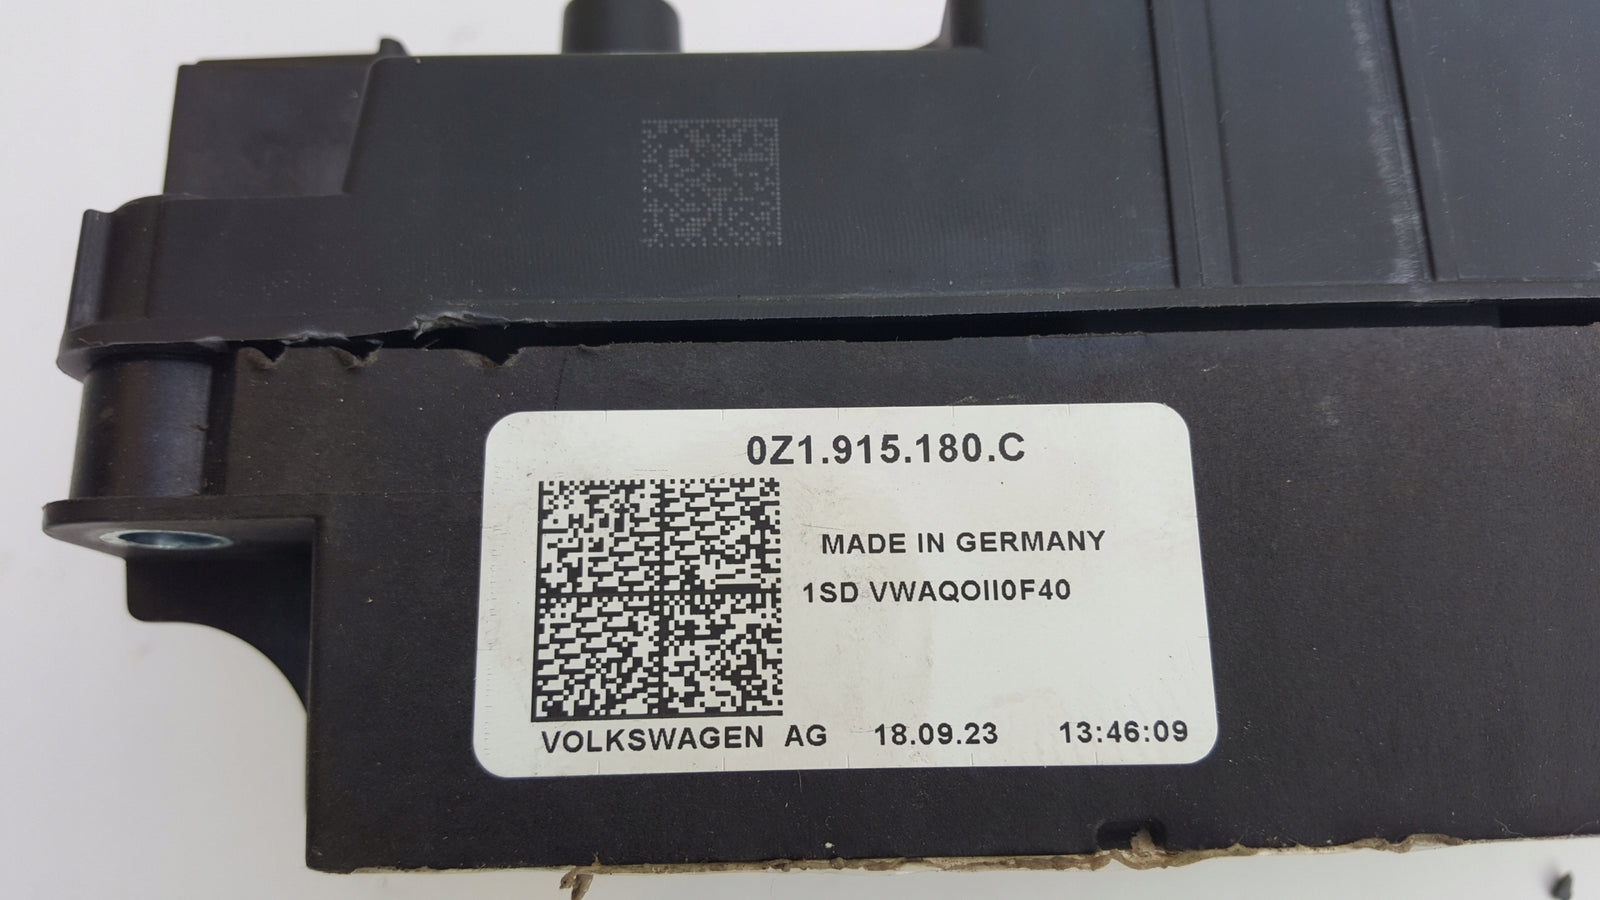 0Z1.915.180.C
MADE IN GERMANY
1SD VWAQOII0F40
VOLKSWAGEN AG 18.09.23 13:46:09